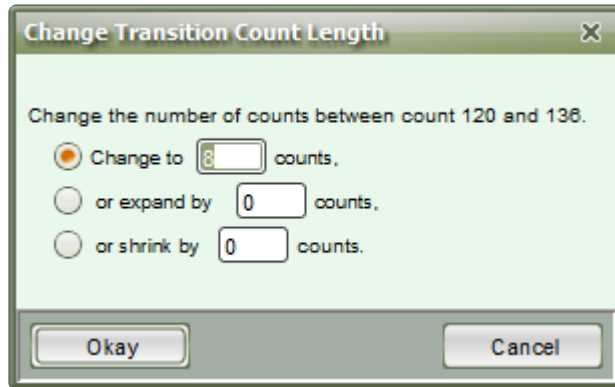 Change Transition Count Length
Change the number of counts between count 120 and 136.
Change to 8 counts,
or expand by 0 counts,
or shrink by 0 counts.
Okay Cancel